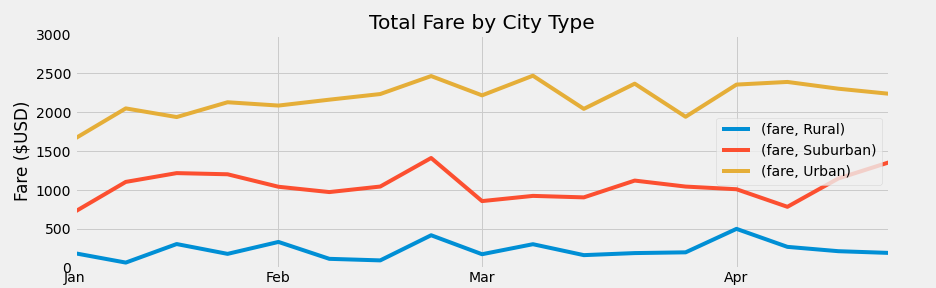 Total Fare by City Type
3000
2500
2000
1500
1000
500
0
Fare ($USD)
(fare, Rural)
(fare, Suburban)
(fare, Urban)
Jan Feb Mar Apr